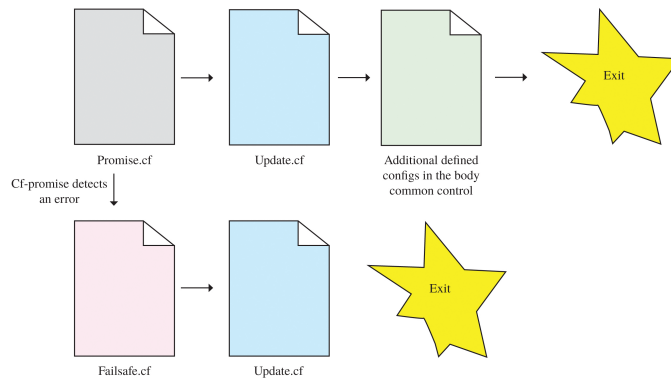 Exit
Promise.cf
Update.cf
Additional defined
configs in the body
common control
Cf-promise detects
an error
Exit
Failsafe.cf
Update.cf